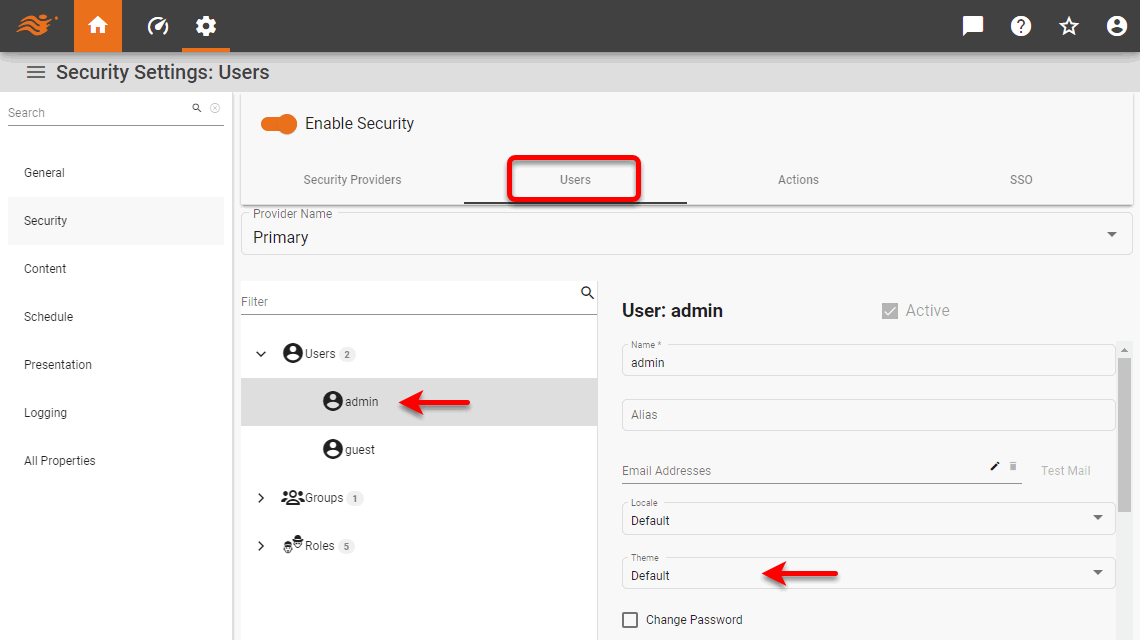 Security Settings: Users
Search
General
Security
Content
Schedule
Presentation
Logging
All Properties
Enable Security
Security Providers
Users
Actions
SSO
Provider Name
Primary
Filter
Users 2
admin
guest
Groups 1
Roles 5
User: admin
Active
Name *
admin
Alias
Email Addresses
Test Mail
Locale
Default
Theme
Default
Change Password